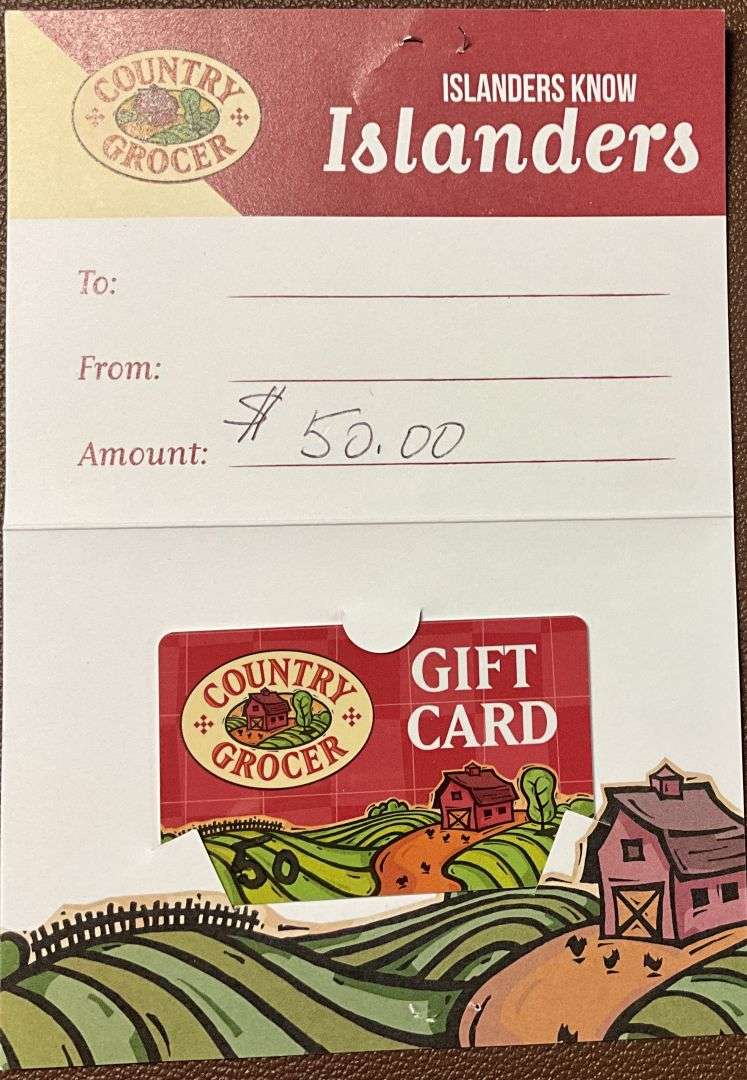 COUNTRY
GROCER
ISLANDERS KNOW
Islanders
To:
From:
Amount: $ 50.00
COUNTRY
GROCER
GIFT
CARD
50